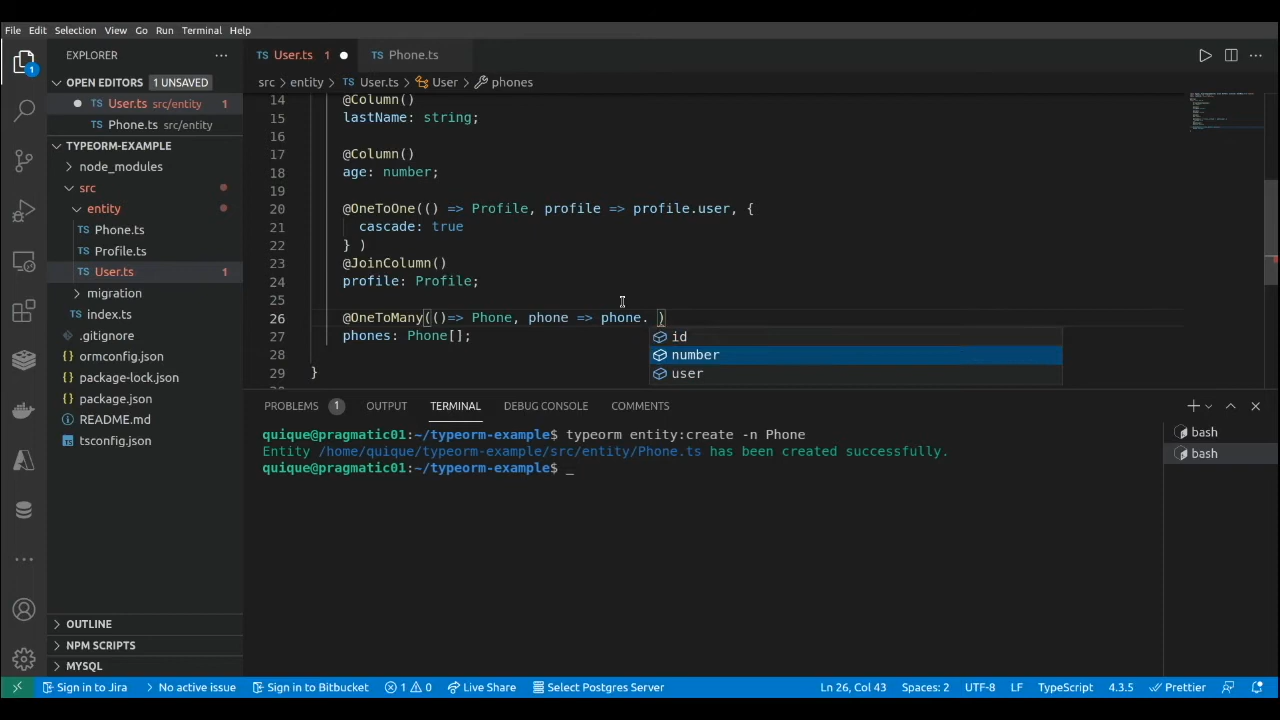 File Edit Selection View Go Run Terminal Help
EXPLORER
OPEN EDITORS 1 UNSAVED
User.ts src/entity 1
Phone.ts src/entity
TYPEORM-EXAMPLE
node_modules
src
entity
Phone.ts
Profile.ts
User.ts 1
migration
index.ts
.gitignore
ormconfig.json
package-lock.json
package.json
README.md
tsconfig.json
OUTLINE
NPM SCRIPTS
MYSQL
1
TS User.ts 1
TS Phone.ts
src > entity > TS User.ts > User > phones
14 @Column()
15 lastName: string;
16
17 @Column()
18 age: number;
19
20 @OneToOne(() => Profile, profile => profile.user, {
21 cascade: true
22 } )
23 @JoinColumn()
24 profile: Profile;
25
26 @OneToMany(()=> Phone, phone => phone. )
27 phones: Phone[];
28
29 }
id
number
user
PROBLEMS 1 OUTPUT TERMINAL DEBUG CONSOLE COMMENTS
quique@pragmatic01:~/typeorm-example$ typeorm entity:create -n Phone
Entity /home/quique/typeorm-example/src/entity/Phone.ts has been created successfully.
quique@pragmatic01:~/typeorm-example$ _
bash
bash
Sign in to Jira No active issue Sign in to Bitbucket 1 0 Live Share Select Postgres Server Ln 26, Col 43 Spaces: 2 UTF-8 LF TypeScript 4.3.5 Prettier